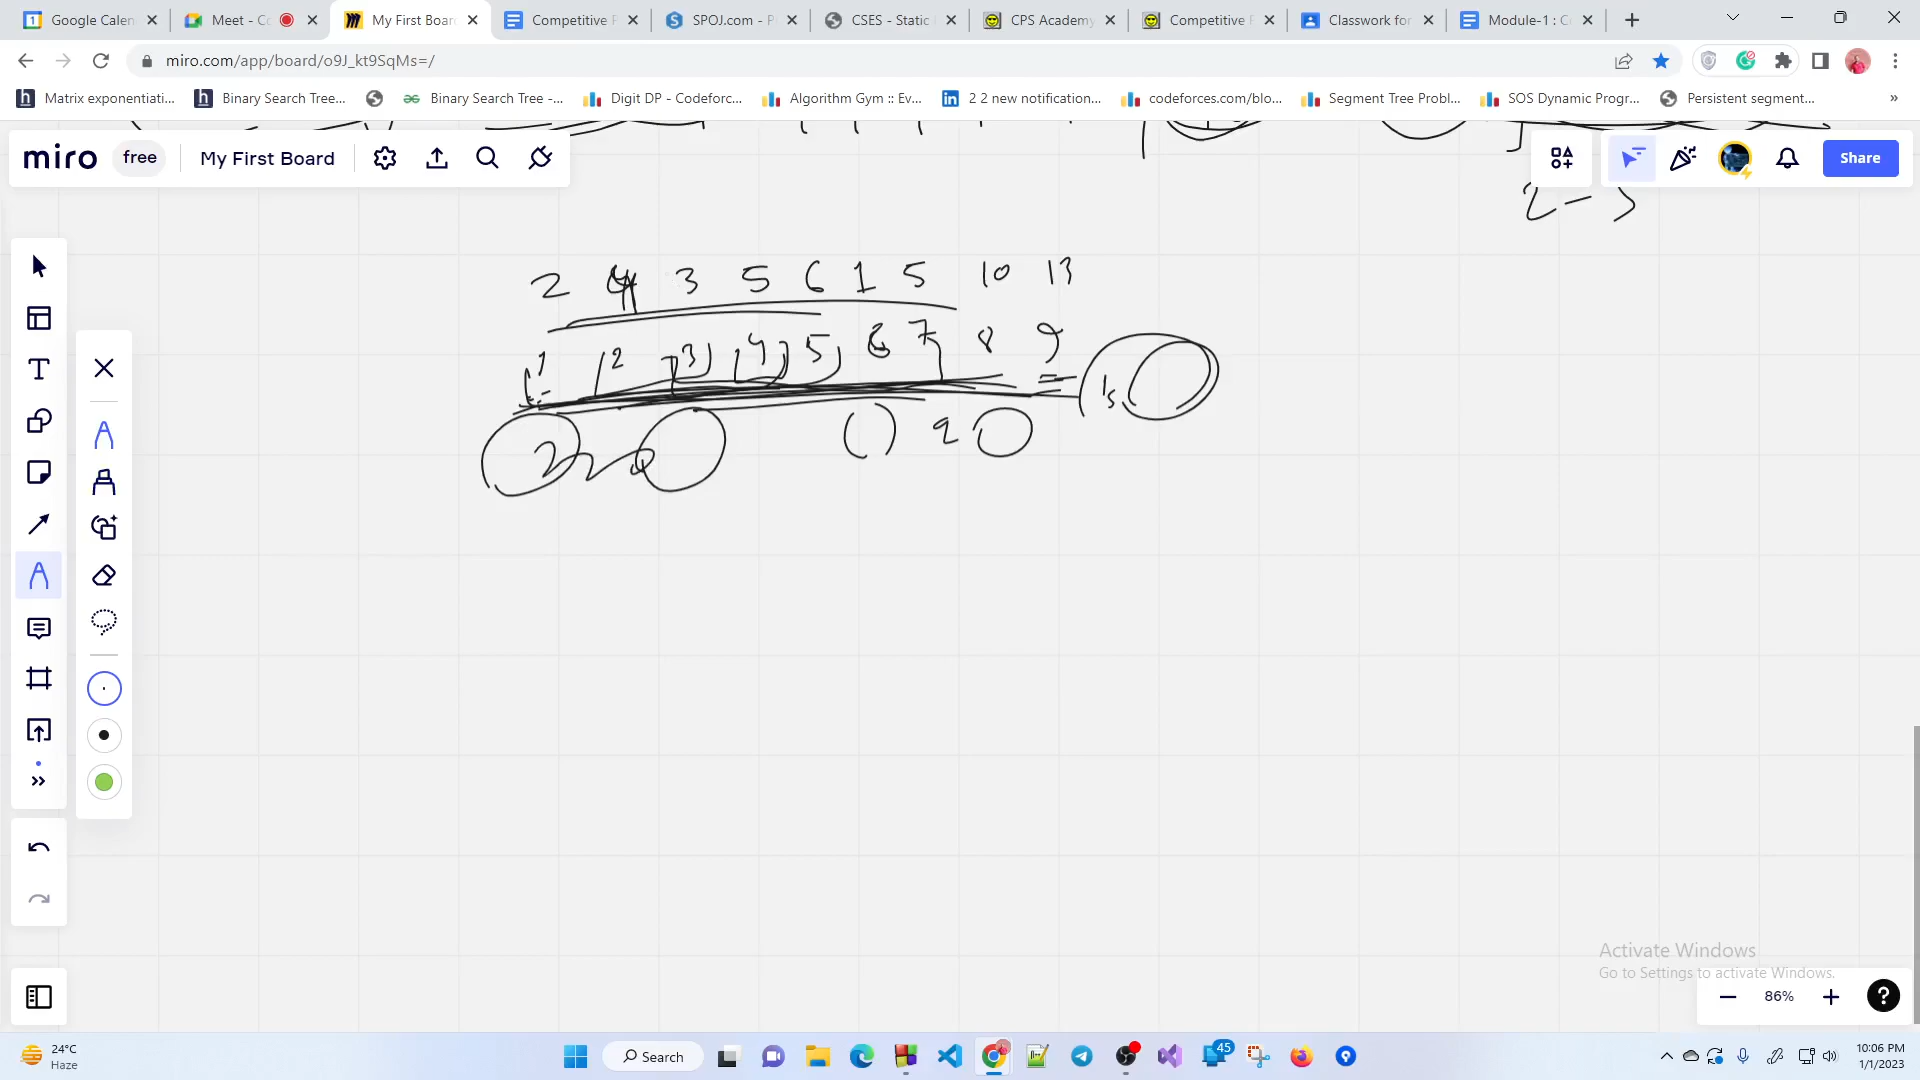 Google Calen
Meet - Co
My First Boar
Competitive P
SPOJ.com - P
CSES - Static
CPS Academy
Competitive P
Classwork for
Module-1 : C
miro.com/app/board/o9J_kt9SqMs=/
Matrix exponentiati...
Binary Search Tree...
Binary Search Tree -...
Digit DP - Codeforc...
Algorithm Gym :: Ev...
2 2 new notification...
codeforces.com/blo...
Segment Tree Probl...
SOS Dynamic Progr...
Persistent segment...
»
miro free My First Board
Share
2 4 3 5 6 1 5 10 13
1 2 3 4 5 6 7 8 9
Activate Windows
Go to Settings to activate Windows.
86%
24°C
Haze
Search
45
10:06 PM
1/1/2023